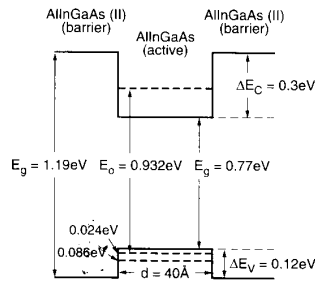 AlInGaAs (II)
(barrier)
AlInGaAs
(active)
AlInGaAs (II)
(barrier)
ΔE_C = 0.3eV
E_g = 1.19eV
E_o = 0.932eV
E_g = 0.77eV
0.024eV
0.086eV
d = 40Å
ΔE_V = 0.12eV